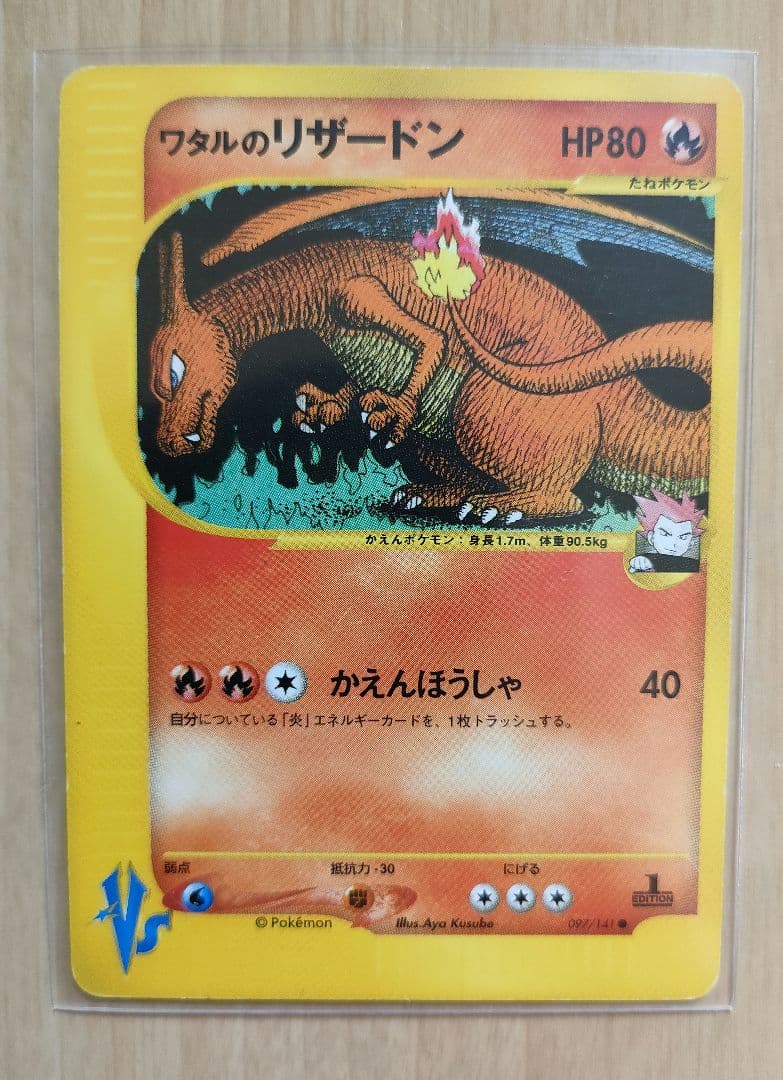 ワタルのリザードン HP80
たねポケモン
かえんポケモン：身長1.7m、体重90.5kg
かえんほうしゃ 40
自分についている「炎」エネルギーカードを、1枚トラッシュする。
弱点 抵抗力・30 にげる
1
EDITION
VS
© Pokémon Illus. Aya Kusube 097/141 ●